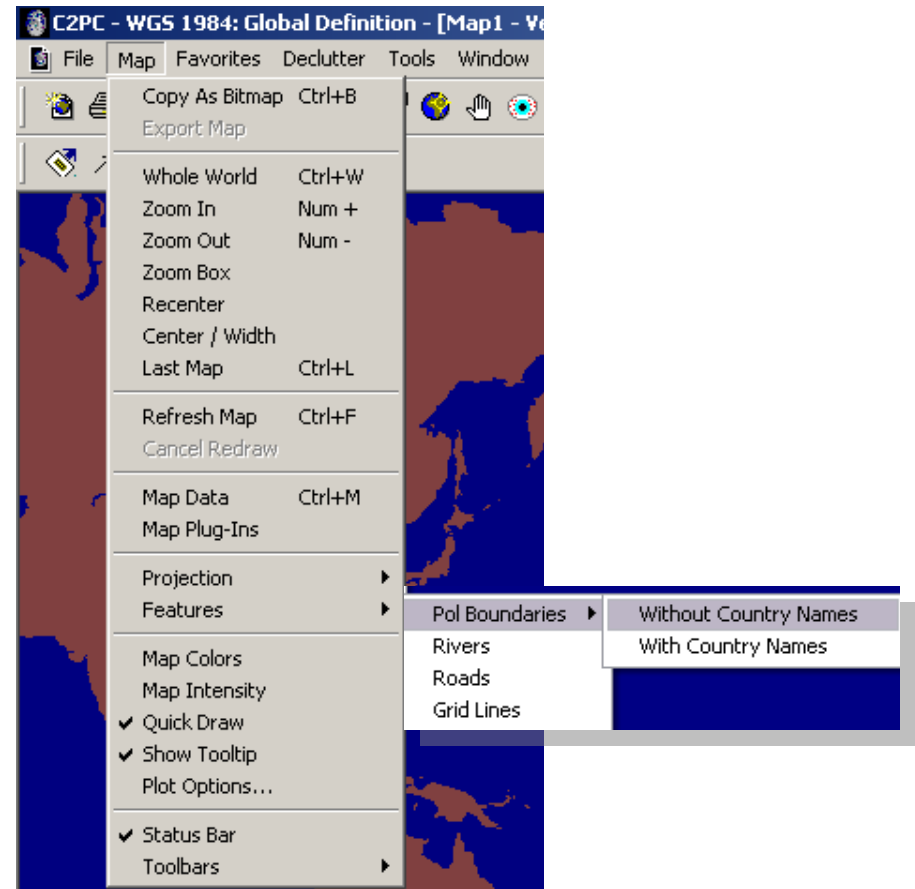 C2PC - WGS 1984: Global Definition - [Map1 - Ve
File Map Favorites Declutter Tools Window
Copy As Bitmap Ctrl+B
Export Map
Whole World Ctrl+W
Zoom In Num +
Zoom Out Num -
Zoom Box
Recenter
Center / Width
Last Map Ctrl+L
Refresh Map Ctrl+F
Cancel Redraw
Map Data Ctrl+M
Map Plug-Ins
Projection
Features
Pol Boundaries
Without Country Names
With Country Names
Rivers
Roads
Grid Lines
Map Colors
Map Intensity
Quick Draw
Show Tooltip
Plot Options...
Status Bar
Toolbars